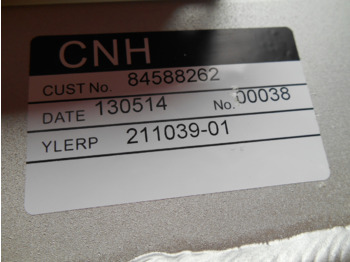 CNH
CUST No. 84588262
DATE 130514 No. 00038
YLERP 211039-01